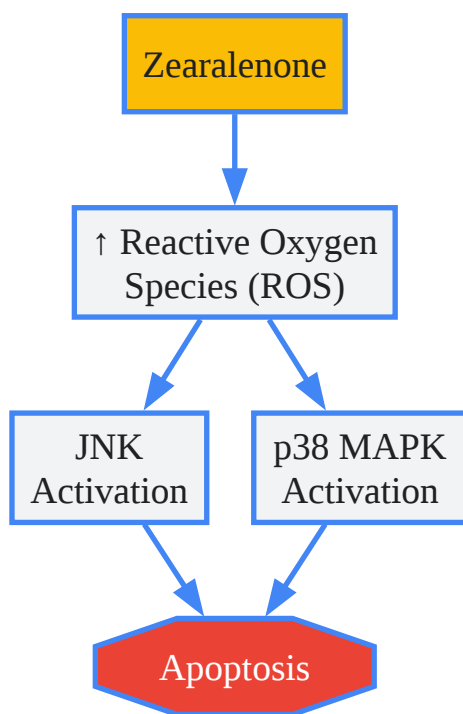 Zearalenone
↑ Reactive Oxygen
Species (ROS)
JNK
Activation
p38 MAPK
Activation
Apoptosis